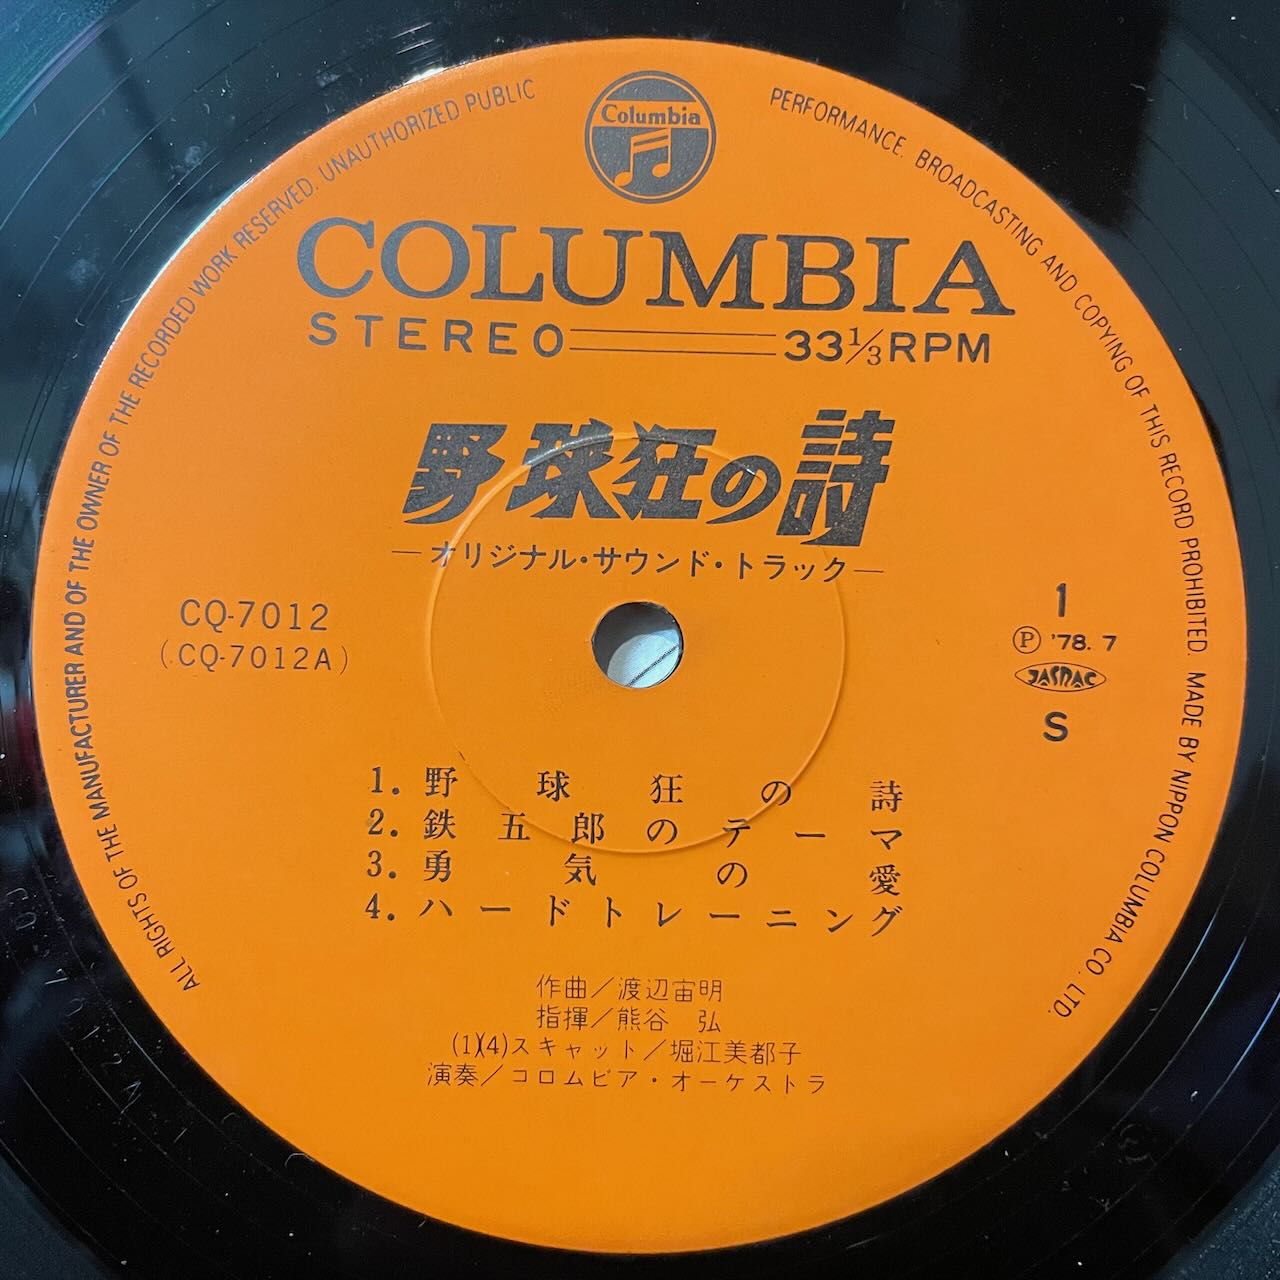 ALL RIGHTS OF THE MANUFACTURER AND OF THE OWNER OF THE RECORDED WORK RESERVED. UNAUTHORIZED PUBLIC PERFORMANCE. BROADCASTING AND COPYING OF THIS RECORD PROHIBITED. MADE BY NIPPON COLUMBIA CO., LTD.
Columbia
COLUMBIA
STEREO 33 1/3 RPM
野球狂の詩
—オリジナル・サウンド・トラック—
CQ-7012
(CQ-7012A)
1
Ⓟ '78. 7
JASRAC
S
1. 野球狂の詩
2. 鉄五郎のテーマ
3. 勇気の愛
4. ハードトレーニング
作曲/渡辺宙明
指揮/熊谷 弘
(1)(4)スキャット/堀江美都子
演奏/コロムビア・オーケストラ